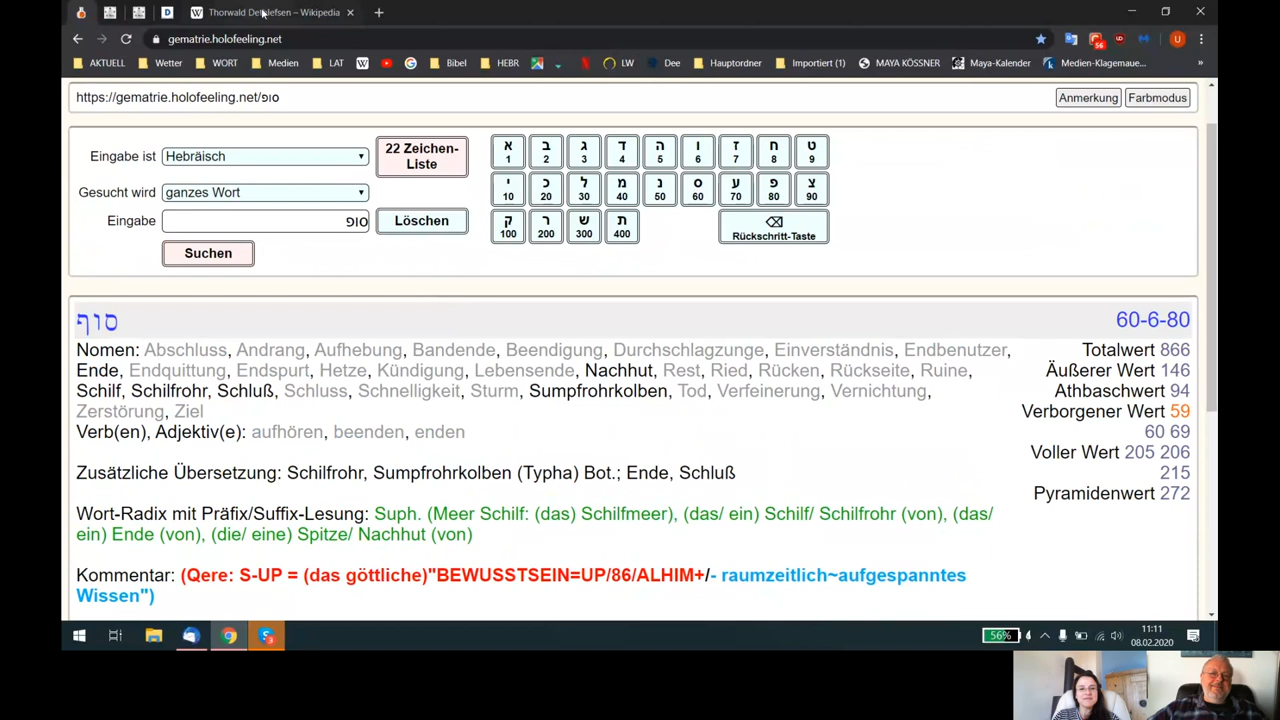 Thorwald Dethlefsen – Wikipedia
gematrie.holofeeling.net
56
U
AKTUELL Wetter WORT Medien LAT Bibel HEBR LW Dee Hauptordner Importiert (1) MAYA KÖSSNER Maya-Kalender Medien-Klagemaue... »
https://gematrie.holofeeling.net/סופ
Anmerkung Farbmodus
Eingabe ist Hebräisch
22 Zeichen-
Liste
Gesucht wird ganzes Wort
Eingabe סופ Löschen
Suchen
א ב ג ד ה ו ז ח ט
1 2 3 4 5 6 7 8 9
י כ ל מ נ ס ע פ צ
10 20 30 40 50 60 70 80 90
ק ר ש ת
100 200 300 400
Rückschritt-Taste
סוף 60-6-80
Nomen: Abschluss, Andrang, Aufhebung, Bandende, Beendigung, Durchschlagzunge, Einverständnis, Endbenutzer,
Ende, Endquittung, Endspurt, Hetze, Kündigung, Lebensende, Nachhut, Rest, Ried, Rücken, Rückseite, Ruine,
Schilf, Schilfrohr, Schluß, Schluss, Schnelligkeit, Sturm, Sumpfrohrkolben, Tod, Verfeinerung, Vernichtung,
Zerstörung, Ziel
Verb(en), Adjektiv(e): aufhören, beenden, enden
Zusätzliche Übersetzung: Schilfrohr, Sumpfrohrkolben (Typha) Bot.; Ende, Schluß
Wort-Radix mit Präfix/Suffix-Lesung: Suph. (Meer Schilf: (das) Schilfmeer), (das/ ein) Schilf/ Schilfrohr (von), (das/
ein) Ende (von), (die/ eine) Spitze/ Nachhut (von)
Kommentar: (Qere: S-UP = (das göttliche)"BEWUSSTSEIN=UP/86/ALHIM+/- raumzeitlich~aufgespanntes
Wissen")
Totalwert 866
Äußerer Wert 146
Athbaschwert 94
Verborgener Wert 59
60 69
Voller Wert 205 206
215
Pyramidenwert 272
56%
11:11
08.02.2020